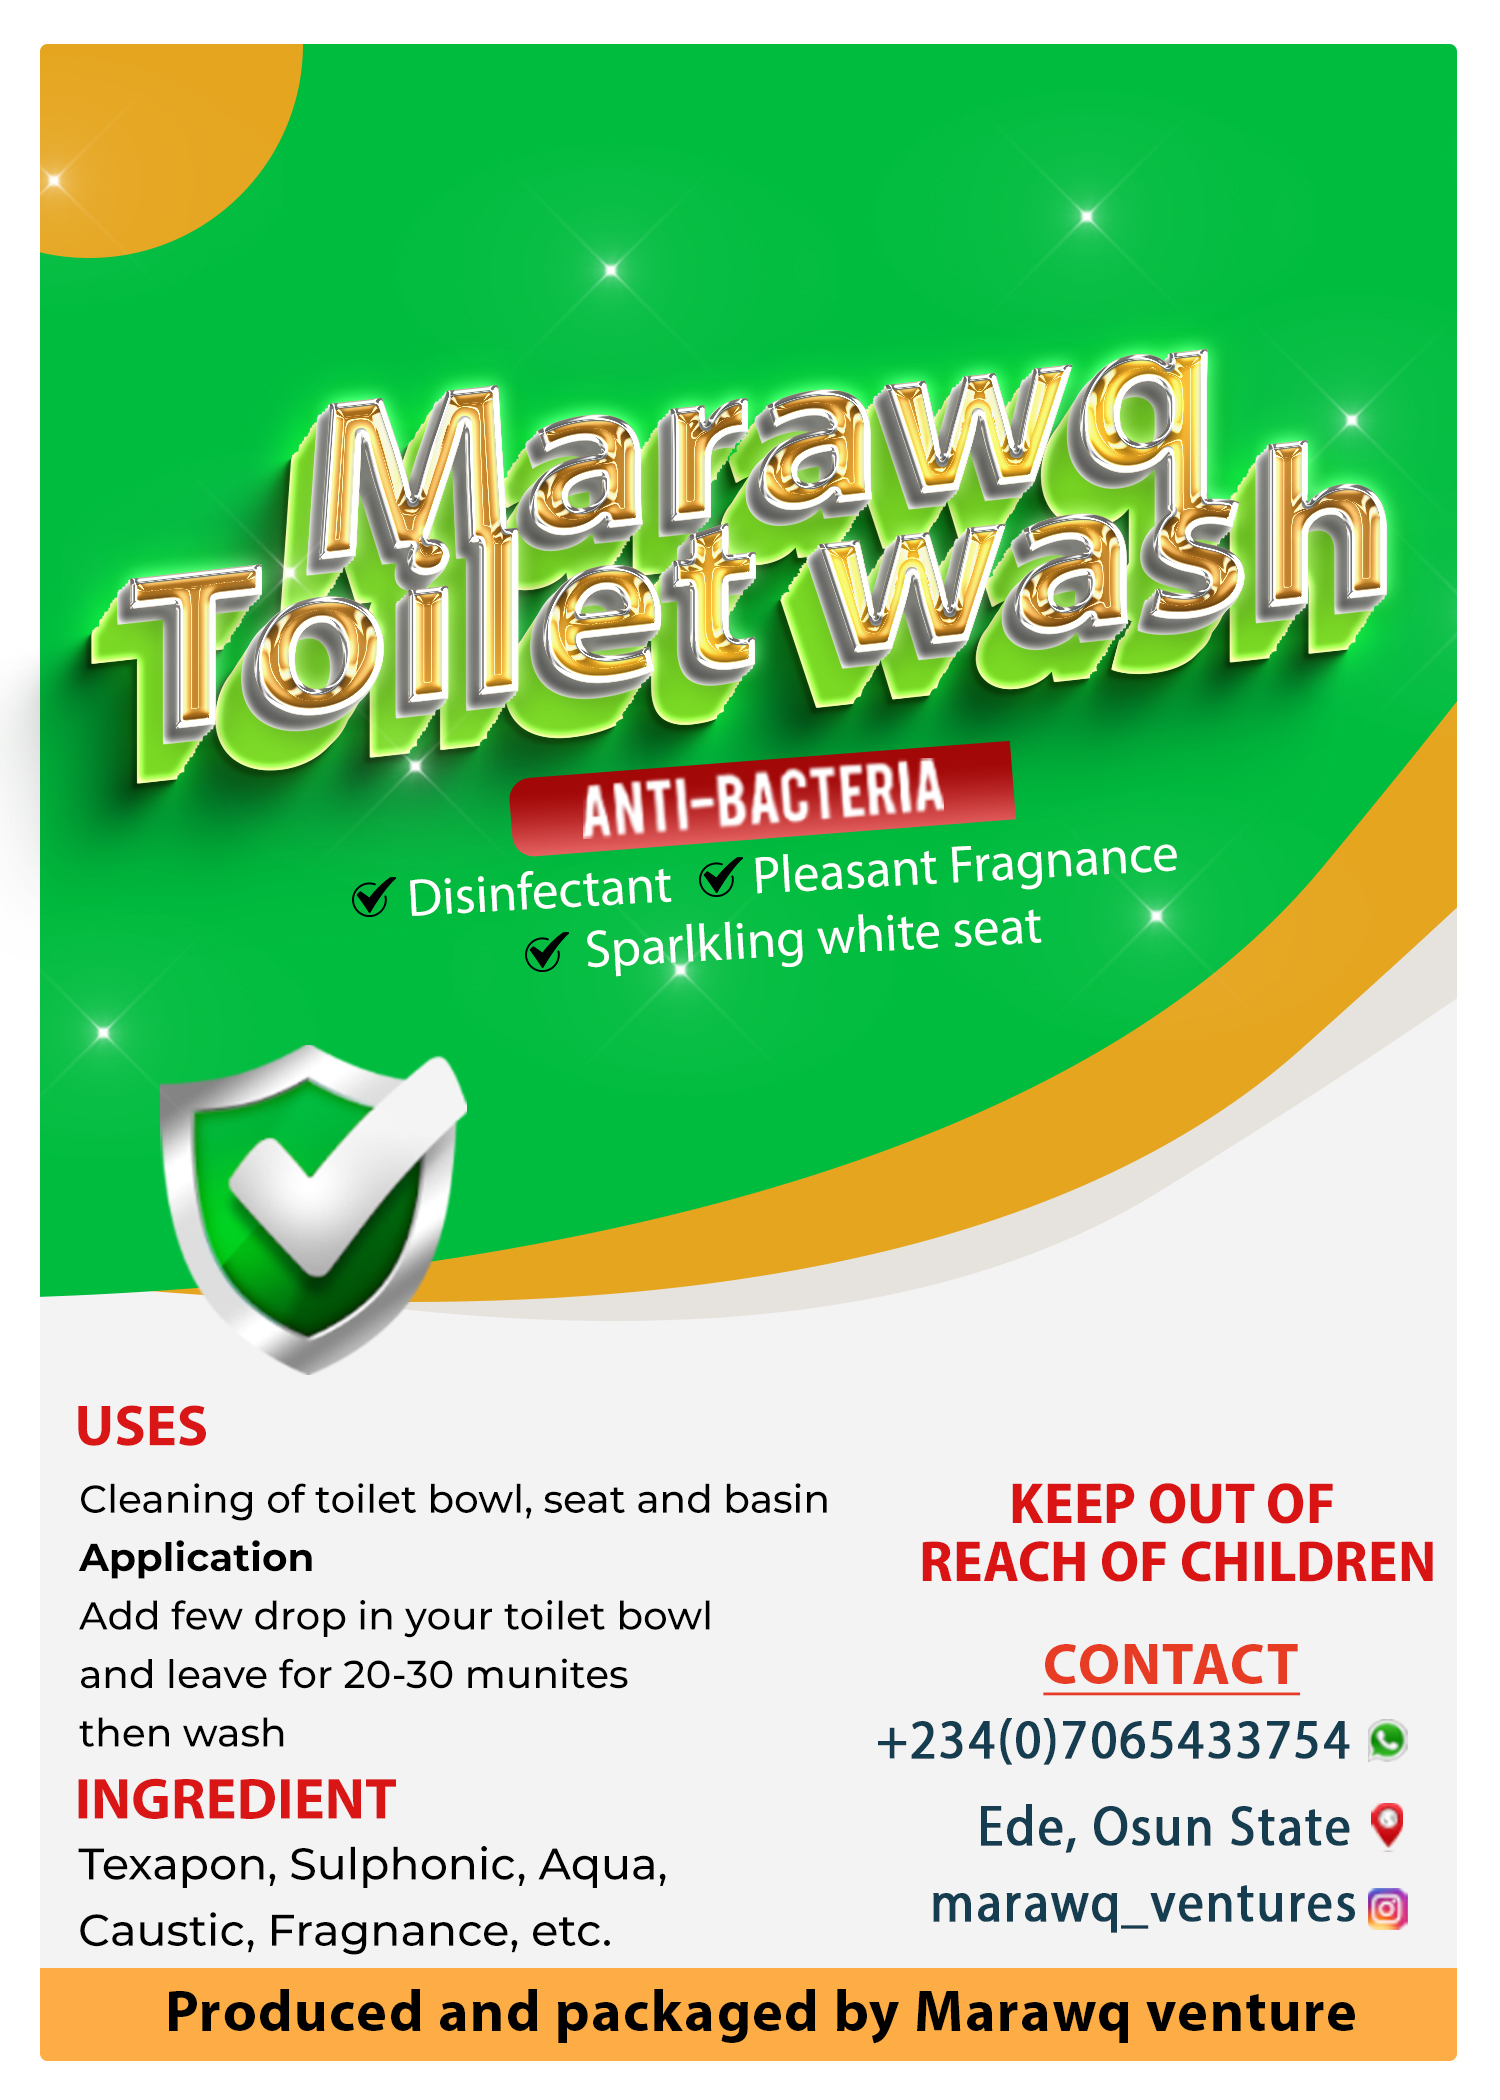 Marawq
Toilet wash
ANTI-BACTERIA
Disinfectant Pleasant Fragnance
Sparlkling white seat
USES
Cleaning of toilet bowl, seat and basin
Application
Add few drop in your toilet bowl
and leave for 20-30 munites
then wash
INGREDIENT
Texapon, Sulphonic, Aqua,
Caustic, Fragnance, etc.
KEEP OUT OF
REACH OF CHILDREN
CONTACT
+234(0)7065433754
Ede, Osun State
marawq_ventures
Produced and packaged by Marawq venture